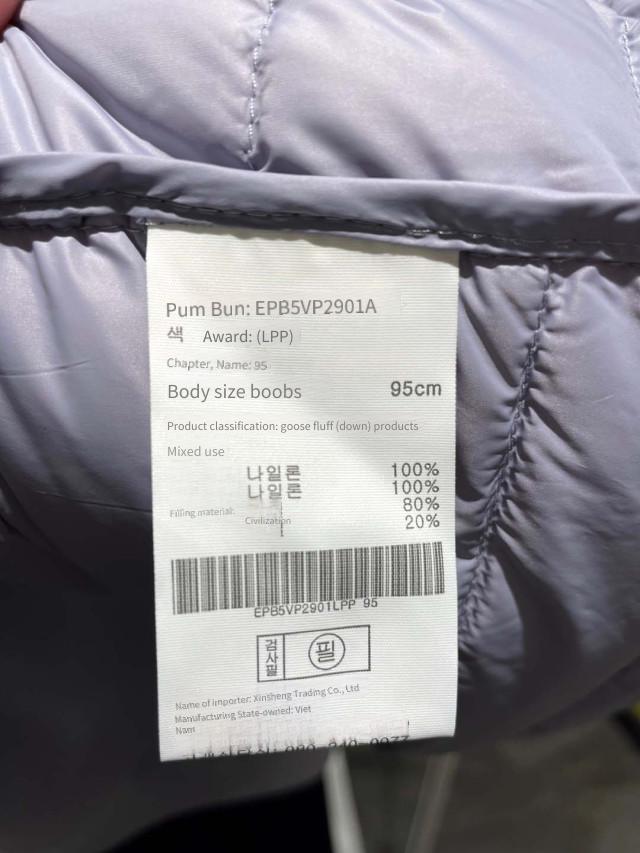 Pum Bun: EPB5VP2901A
색 Award: (LPP)
Chapter, Name: 95
Body size boobs 95cm
Product classification: goose fluff (down) products
Mixed use
나일론 100%
나일론 100%
Filling material: 80%
Civilization 20%
EPB5VP2901LPP 95
검사필 필
Name of importer: Xinsheng Trading Co., Ltd
Manufacturing State-owned: Viet
Nam